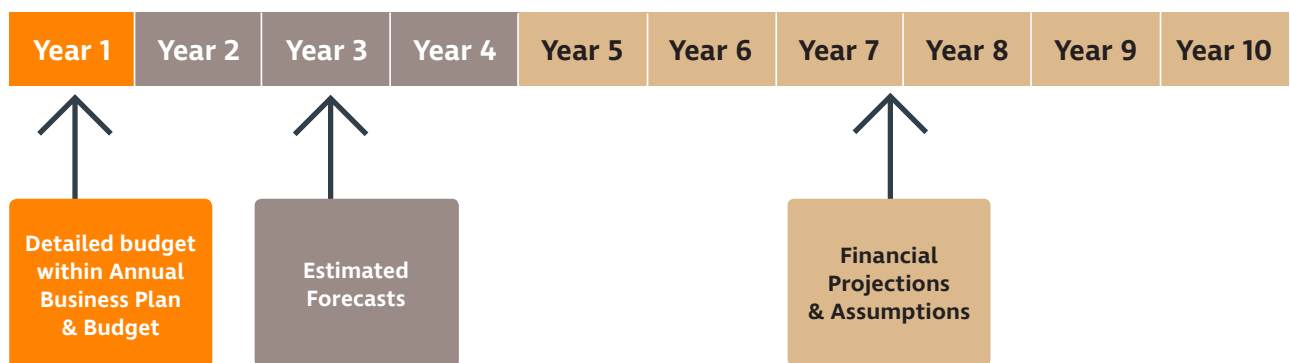 Year 1 Year 2 Year 3 Year 4 Year 5 Year 6 Year 7 Year 8 Year 9 Year 10
Detailed budget
within Annual
Business Plan
& Budget
Estimated
Forecasts
Financial
Projections
& Assumptions